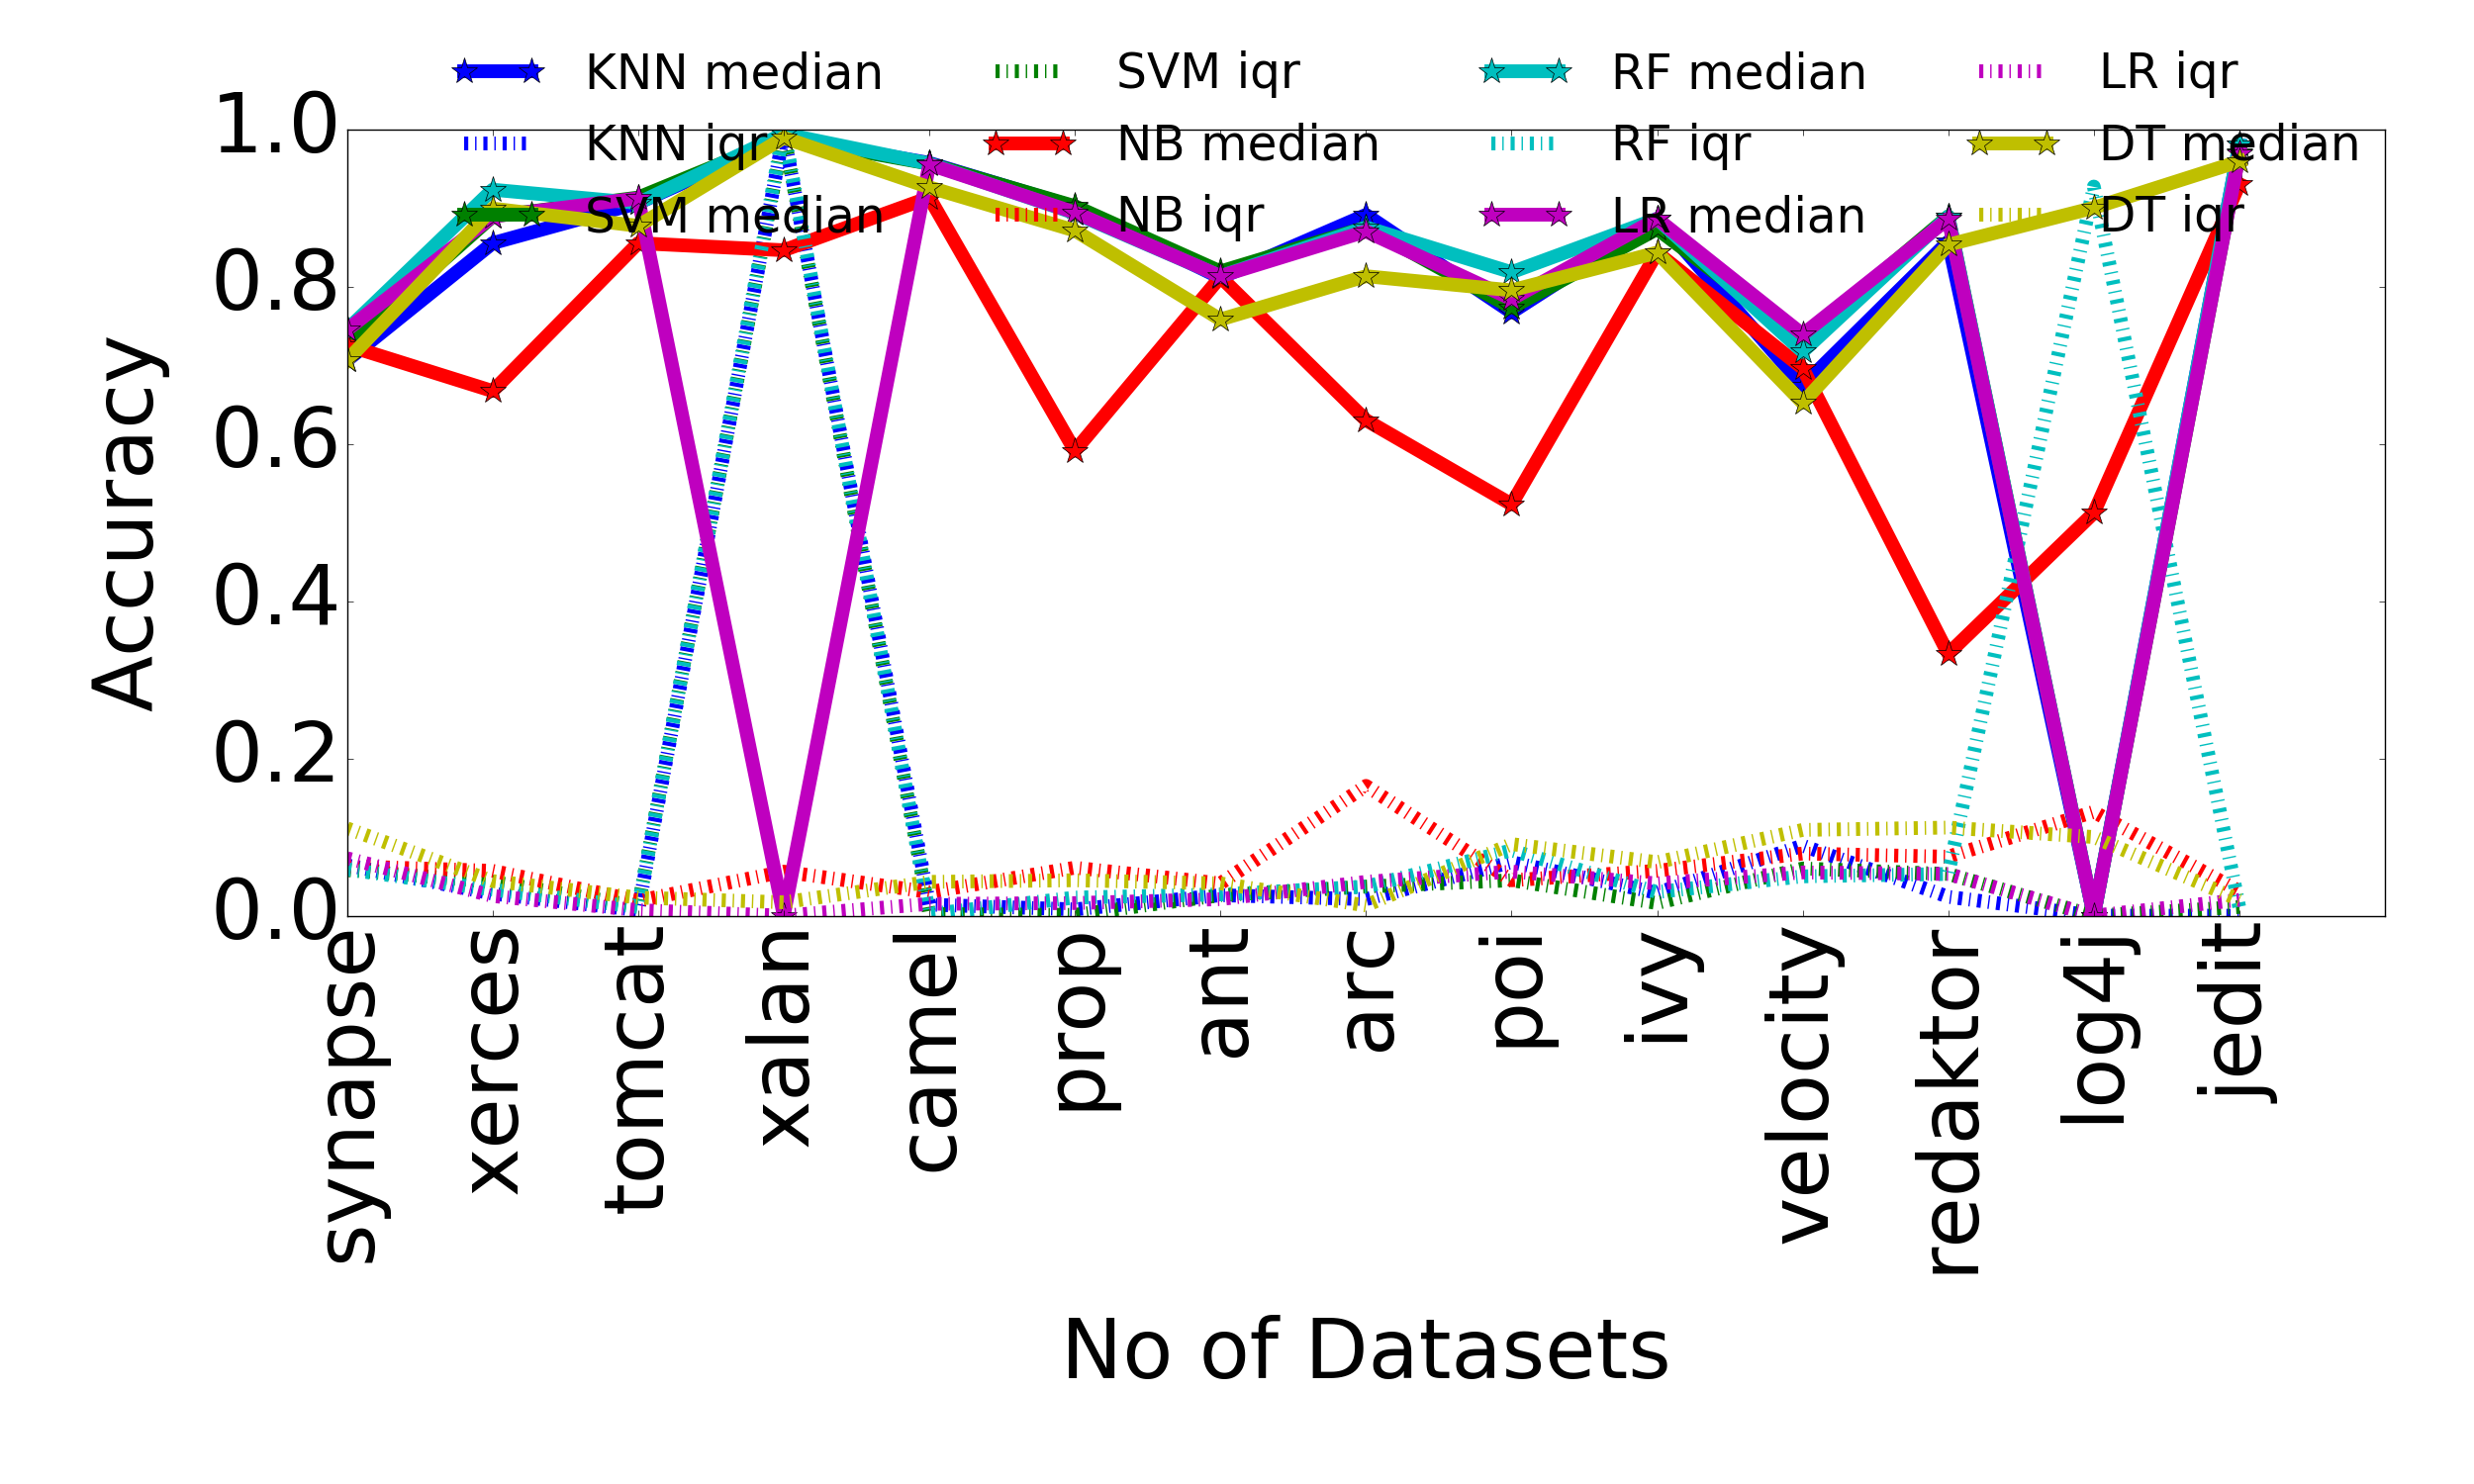 KNN median SVM iqr RF median LR iqr
KNN iqr NB median RF iqr DT median
SVM median NB iqr LR median DT iqr
1.0
0.8
0.6
0.4
0.2
0.0
Accuracy
synapse
xerces
tomcat
xalan
camel
prop
ant
arc
poi
ivy
velocity
redaktor
log4j
jedit
No of Datasets